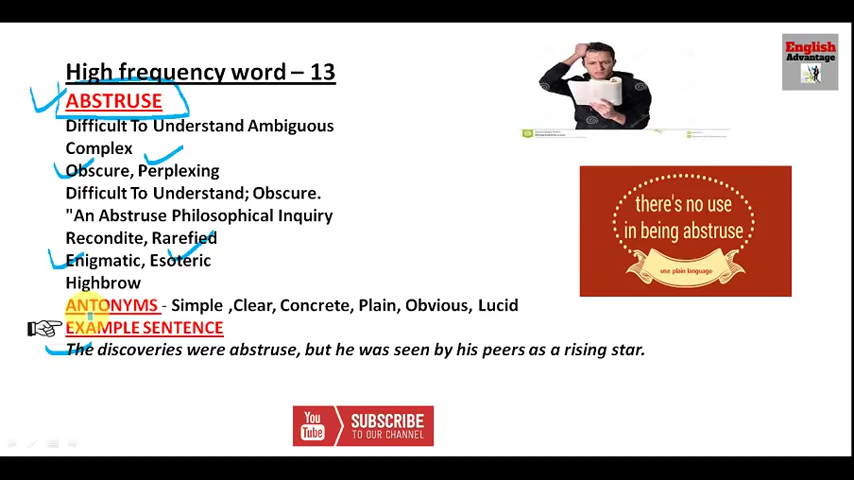 High frequency word – 13
ABSTRUSE
Difficult To Understand Ambiguous
Complex
Obscure, Perplexing
Difficult To Understand; Obscure.
"An Abstruse Philosophical Inquiry
Recondite, Rarefied
Enigmatic, Esoteric
Highbrow
ANTONYMS - Simple ,Clear, Concrete, Plain, Obvious, Lucid
EXAMPLE SENTENCE
The discoveries were abstruse, but he was seen by his peers as a rising star.
English
Advantage
there's no use
in being abstruse
use plain language
You
Tube
SUBSCRIBE
TO OUR CHANNEL